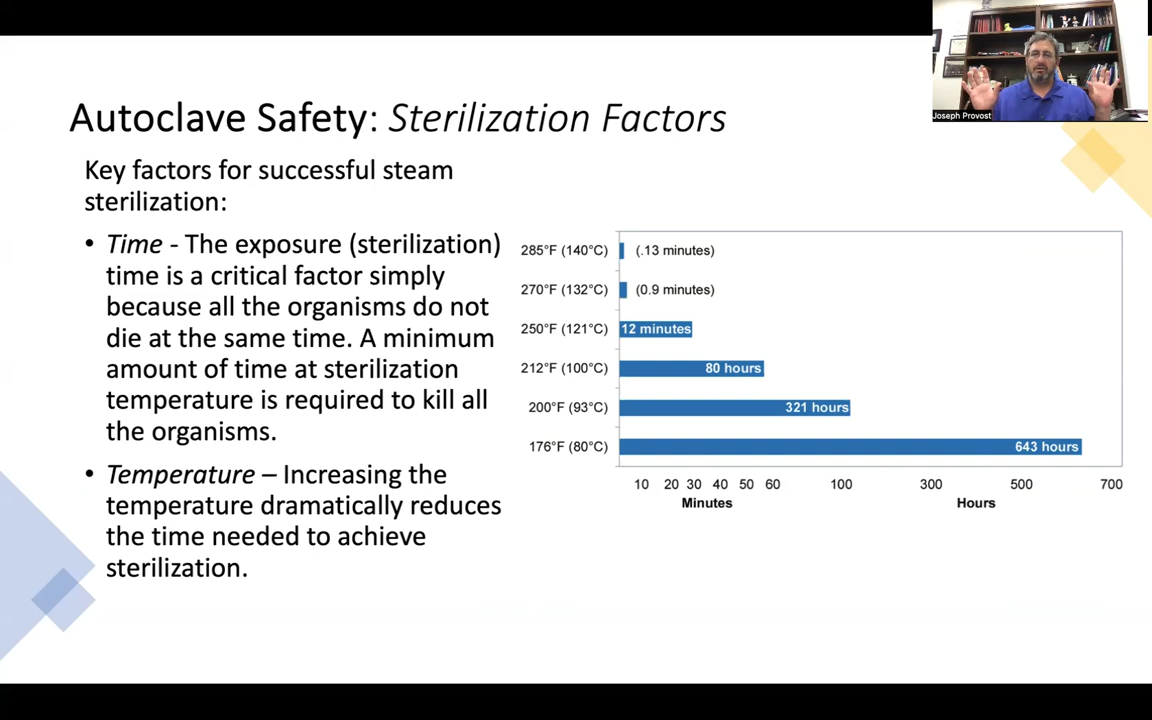 Autoclave Safety: Sterilization Factors
Key factors for successful steam
sterilization:
• Time - The exposure (sterilization)
time is a critical factor simply
because all the organisms do not
die at the same time. A minimum
amount of time at sterilization
temperature is required to kill all
the organisms.
• Temperature – Increasing the
temperature dramatically reduces
the time needed to achieve
sterilization.
285°F (140°C) (.13 minutes)
270°F (132°C) (0.9 minutes)
250°F (121°C) 12 minutes
212°F (100°C) 80 hours
200°F (93°C) 321 hours
176°F (80°C) 643 hours
10 20 30 40 50 60 100 300 500 700
Minutes Hours
Joseph Provost